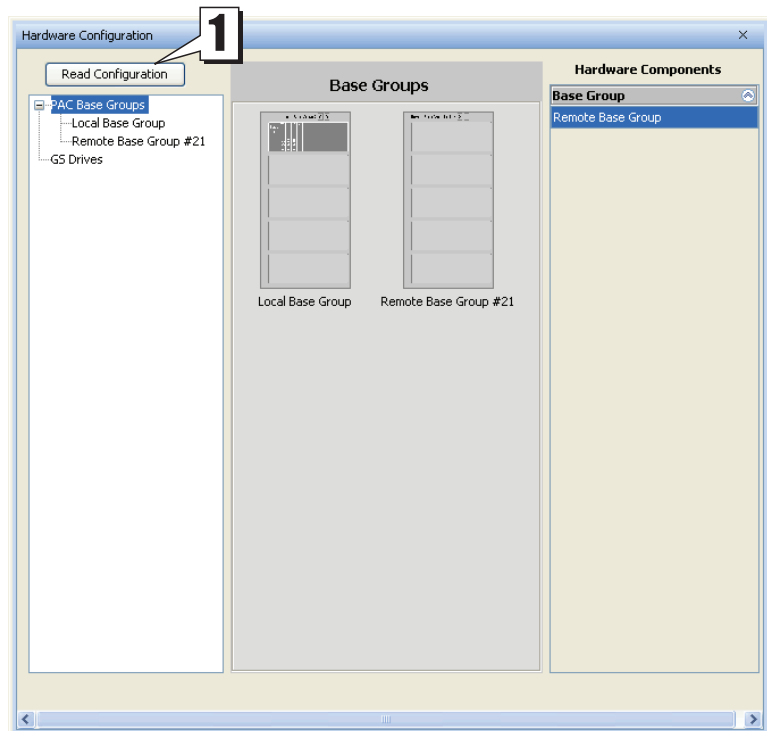 Hardware Configuration
1
Read Configuration
PAC Base Groups
Local Base Group
Remote Base Group #21
GS Drives
Base Groups
Local Base Group
Remote Base Group #21
Hardware Components
Base Group
Remote Base Group